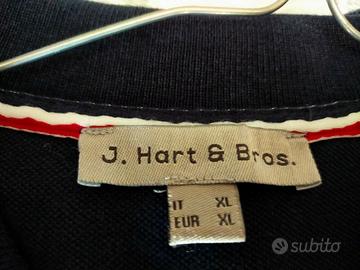 J. Hart & Bros.
IT XL
EUR XL
subito